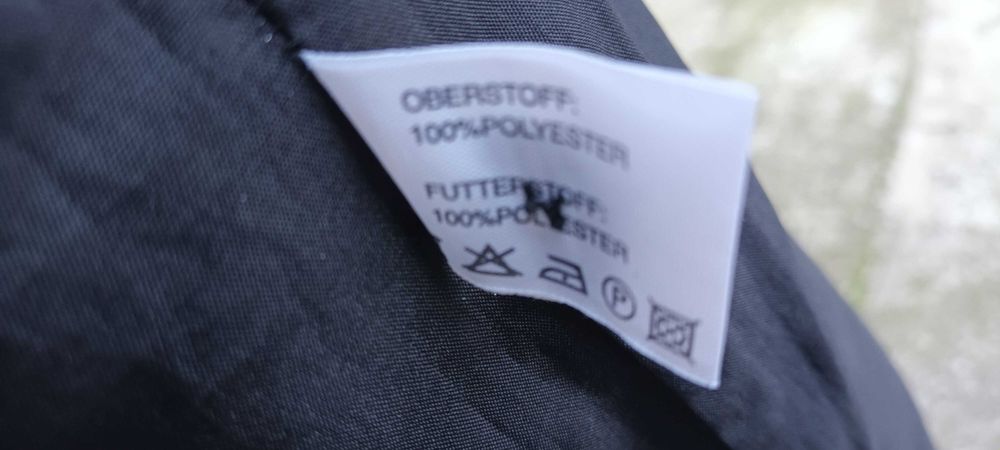 OBERSTOFF:
100%POLYESTER
FUTTERSTOFF:
100%POLYESTER
P